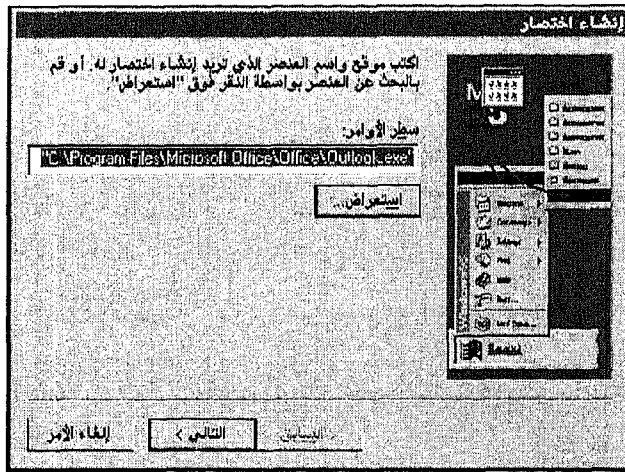 إنشاء اختصار
اكتب موقع واسم العنصر الذي تريد إنشاء اختصار له. أو قم
بالبحث عن العنصر بواسطة النقر فوق "استعراض".
سطر الأوامر:
"C:\Program Files\Microsoft Office\Office\Outlook.exe"
إستعراض...
< السابق
التالي >
إلغاء الأمر